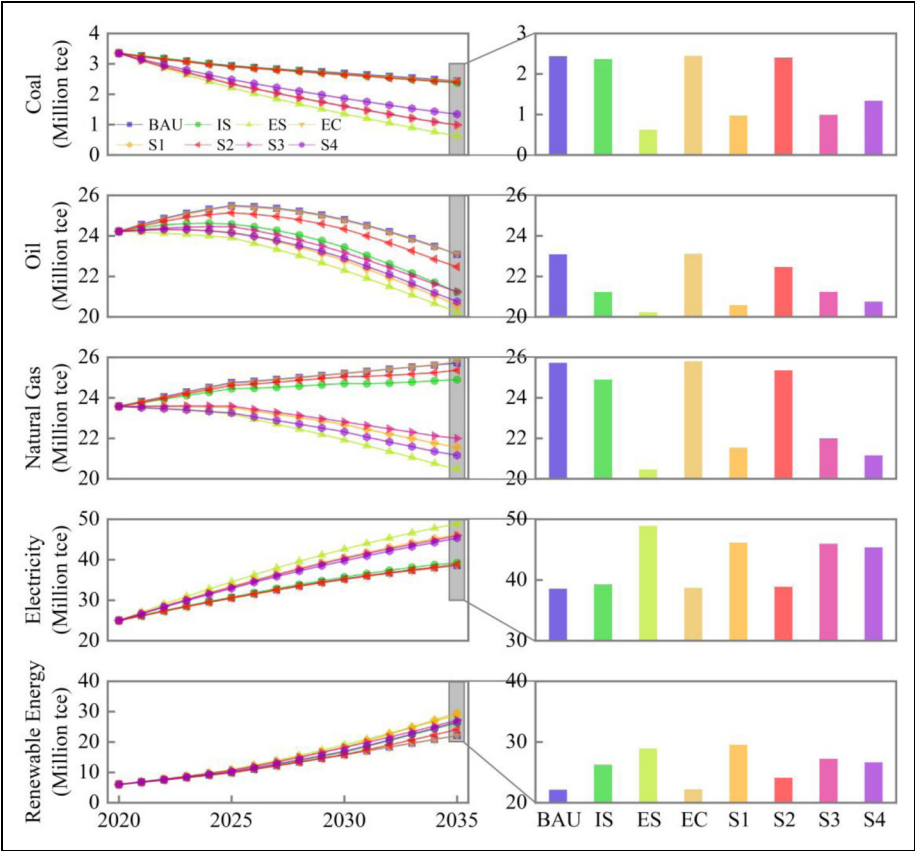 Coal
(Million tce)
4
3
2
1
0
BAU IS ES EC
S1 S2 S3 S4
3
2
1
0
Oil
(Million tce)
26
24
22
20
26
24
22
20
Natural Gas
(Million tce)
26
24
22
20
26
24
22
20
Electricity
(Million tce)
50
40
30
20
50
40
30
Renewable Energy
(Million tce)
40
30
20
10
0
2020 2025 2030 2035
40
30
20
BAU IS ES EC S1 S2 S3 S4